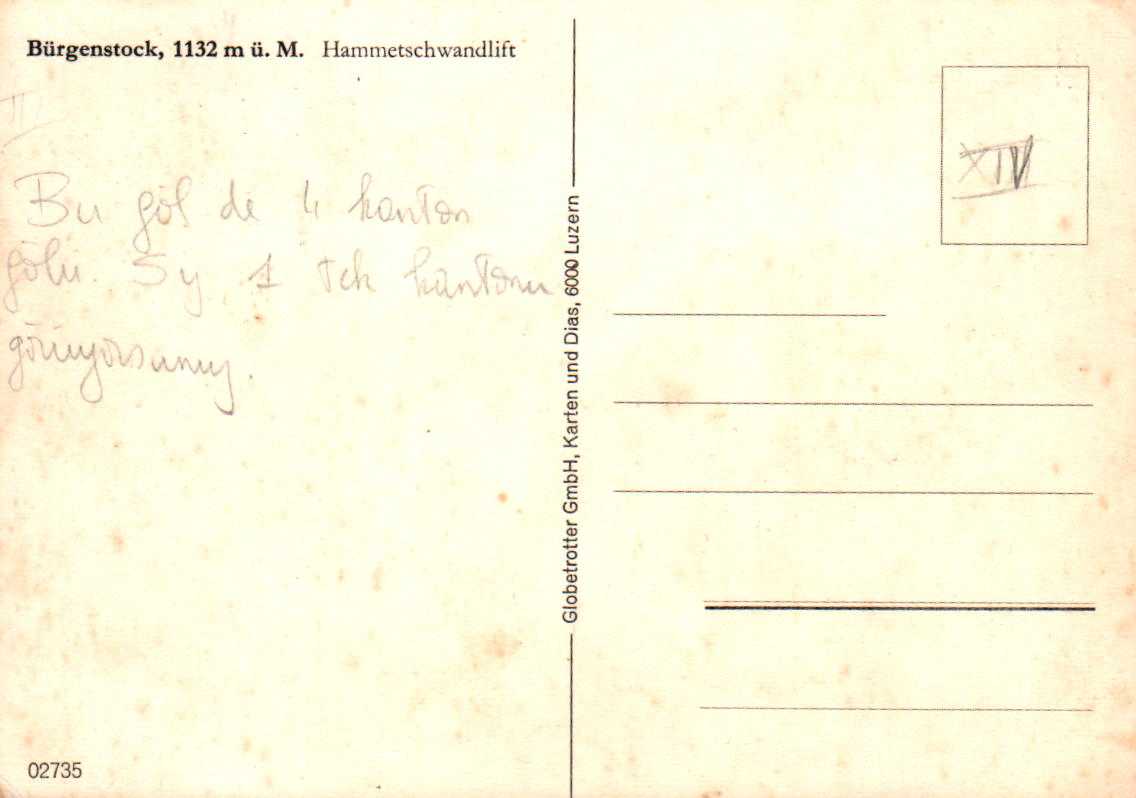 Bürgenstock, 1132 m ü. M. Hammetschwandlift
III
Bu göl de 4 kanton
gölü. Sy 1 tek kantonu
görüyorsunuz.
Globetrotter GmbH, Karten und Dias, 6000 Luzern
XIV
02735